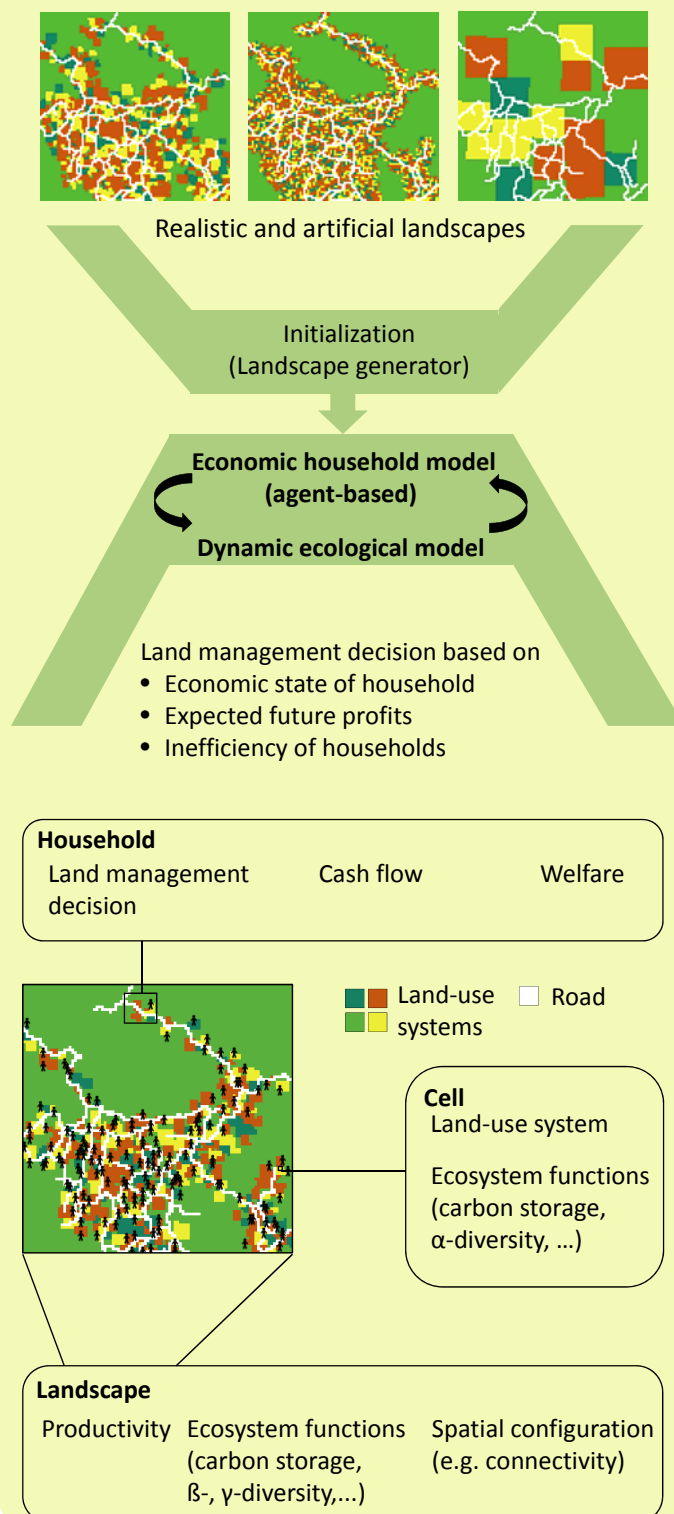 Realistic and artificial landscapes
Initialization
(Landscape generator)
Economic household model
(agent-based)
Dynamic ecological model
Land management decision based on
• Economic state of household
• Expected future profits
• Inefficiency of households
Household
Land management
decision
Cash flow
Welfare
Land-use
systems
Road
Cell
Land-use system
Ecosystem functions
(carbon storage,
α-diversity, ...)
Landscape
Productivity
Ecosystem functions
(carbon storage,
ß-, γ-diversity,...)
Spatial configuration
(e.g. connectivity)